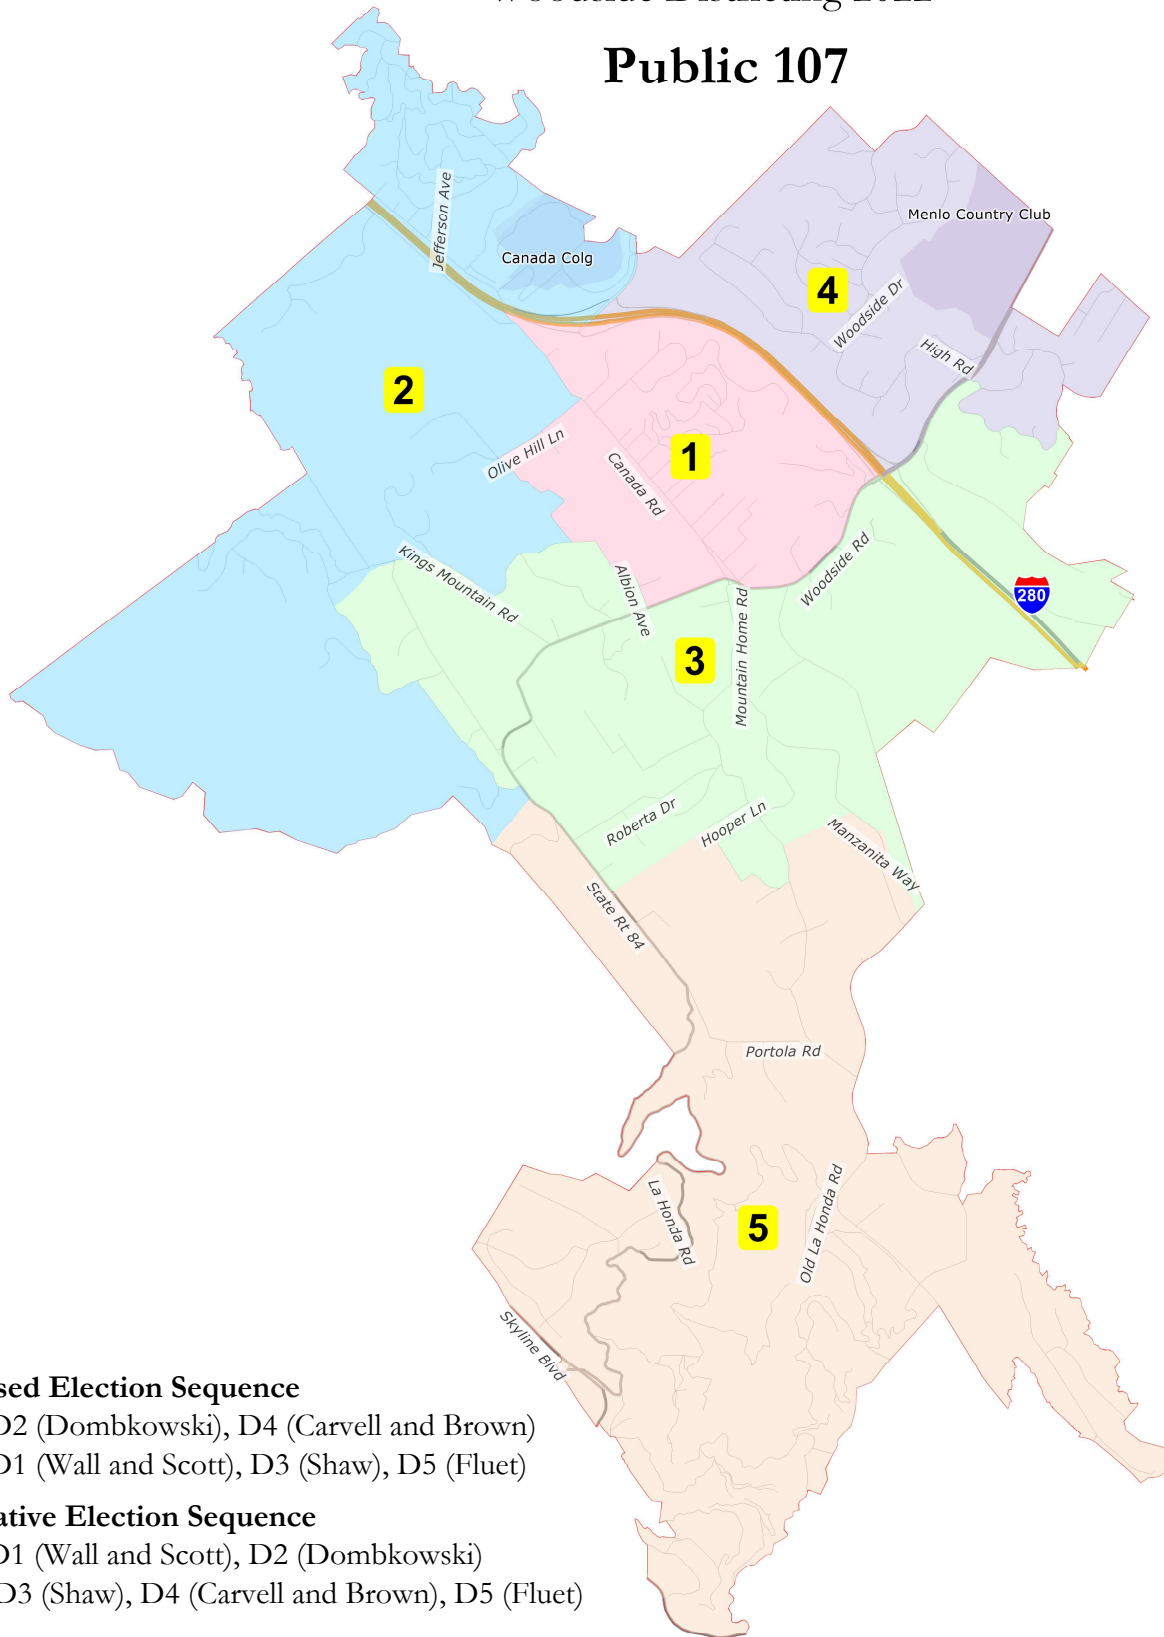 Woodside Districting 2022
Public 107
Jefferson Ave
Canada Colg
Menlo Country Club
4
Woodside Dr
High Rd
2
Olive Hill Ln
1
Canada Rd
Kings Mountain Rd
Albion Ave
Woodside Rd
280
Mountain Home Rd
3
Roberta Dr
Hooper Ln
Manzanita Way
State Rt 84
Portola Rd
La Honda Rd
5
Old La Honda Rd
Skyline Blvd
sed Election Sequence
D2 (Dombkowski), D4 (Carvell and Brown)
D1 (Wall and Scott), D3 (Shaw), D5 (Fluet)
ative Election Sequence
D1 (Wall and Scott), D2 (Dombkowski)
D3 (Shaw), D4 (Carvell and Brown), D5 (Fluet)